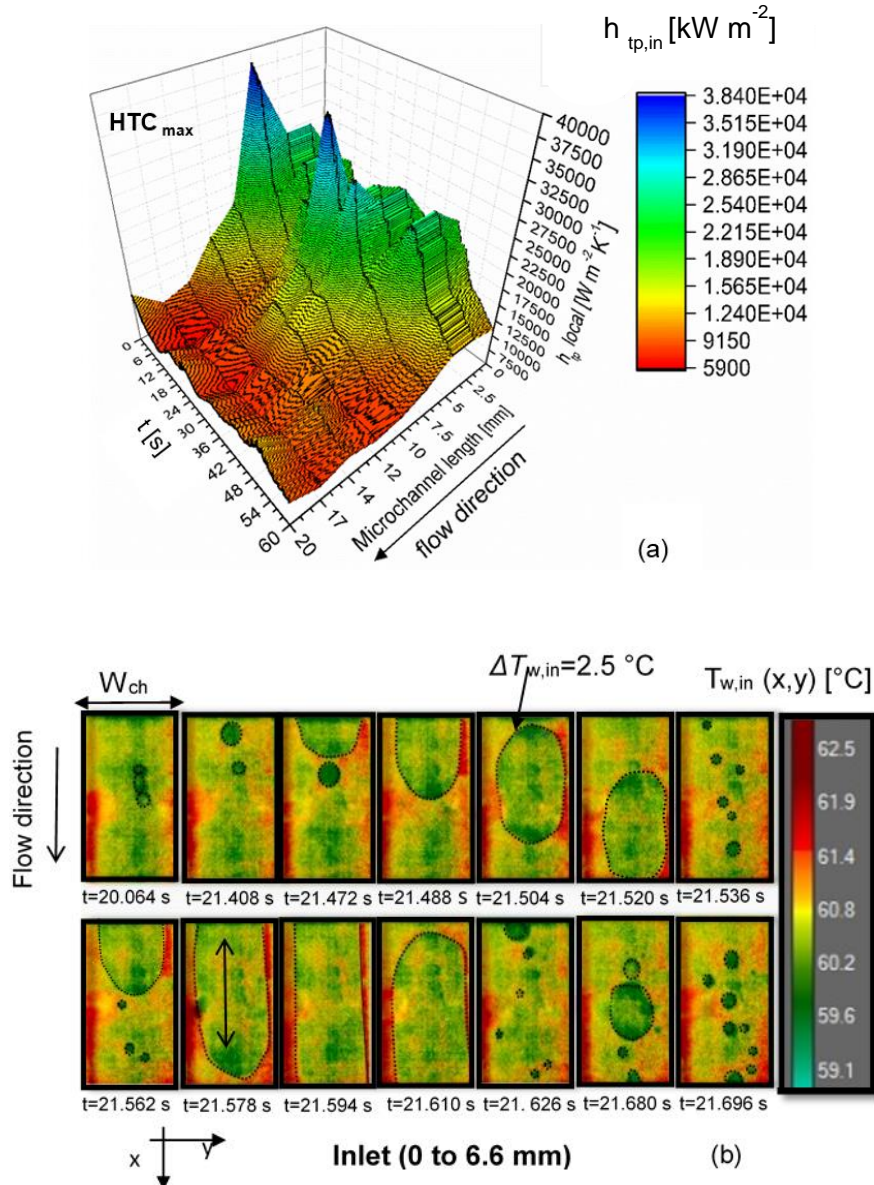 h tp,in [kW m-2]
HTC max
3.840E+04
3.515E+04
3.190E+04
2.865E+04
2.540E+04
2.215E+04
1.890E+04
1.565E+04
1.240E+04
9150
5900
40000
37500
35000
32500
30000
27500
25000
22500
20000
17500
15000
12500
10000
7500
h tp local [W m-2 K-1]
0
6
12
18
24
30
36
42
48
54
60
t [s]
0
2.5
5
7.5
10
12
14
17
20
Microchannel length [mm]
flow direction
(a)
ΔTw,in=2.5 °C
Wch
Tw,in (x,y) [°C]
Flow direction
62.5
61.9
61.4
60.8
60.2
59.6
59.1
t=20.064 s t=21.408 s t=21.472 s t=21.488 s t=21.504 s t=21.520 s t=21.536 s
t=21.562 s t=21.578 s t=21.594 s t=21.610 s t=21. 626 s t=21.680 s t=21.696 s
x y
Inlet (0 to 6.6 mm)
(b)